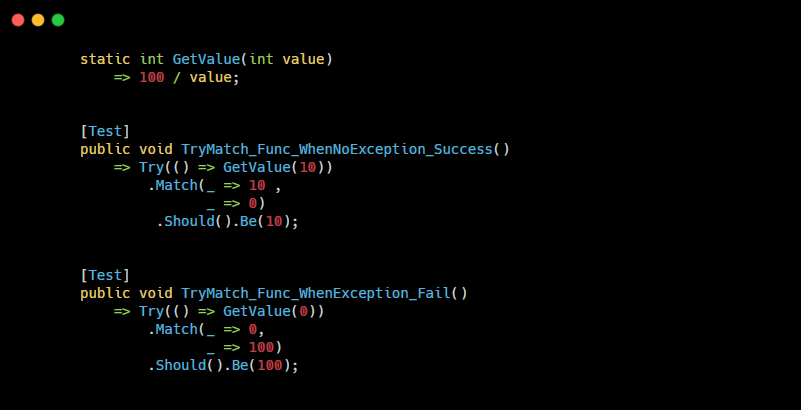 static int GetValue(int value)
=> 100 / value;
[Test]
public void TryMatch_Func_WhenNoException_Success()
=> Try(() => GetValue(10))
.Match(_ => 10 ,
_ => 0)
.Should().Be(10);
[Test]
public void TryMatch_Func_WhenException_Fail()
=> Try(() => GetValue(0))
.Match(_ => 0,
_ => 100)
.Should().Be(100);